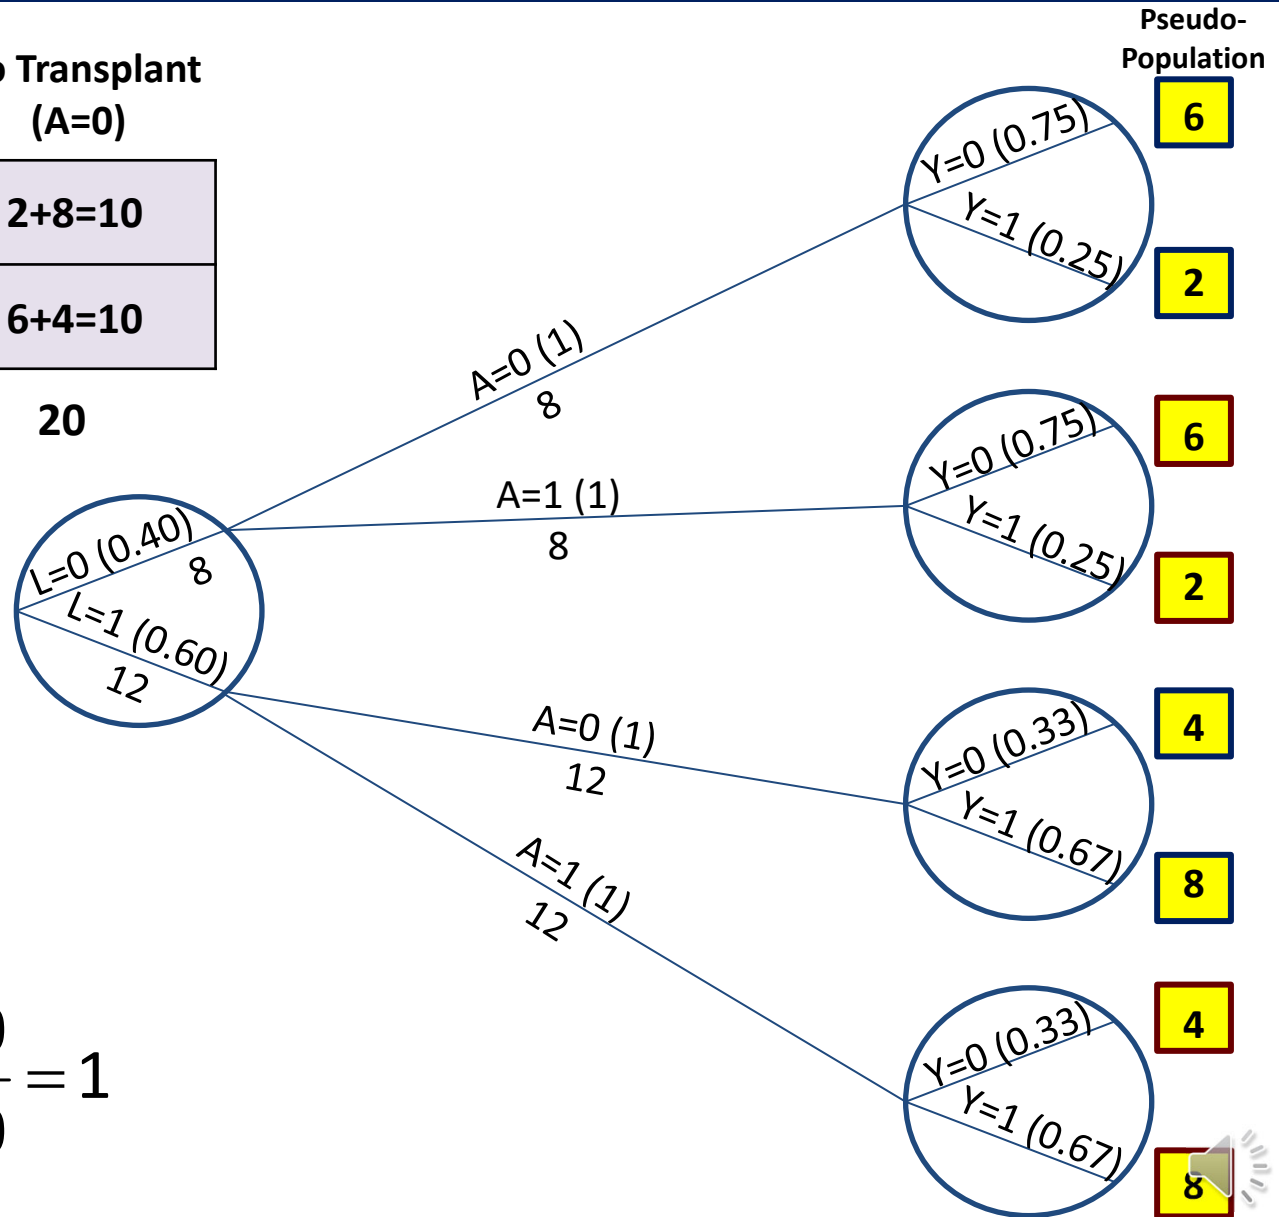 Pseudo-
Population
Transplant
(A=0)
2+8=10
6+4=10
20
Y=0 (0.75)
6
Y=1 (0.25)
2
A=0 (1)
8
Y=0 (0.75)
6
A=1 (1)
8
Y=1 (0.25)
2
L=0 (0.40)
8
L=1 (0.60)
12
A=0 (1)
12
Y=0 (0.33)
4
Y=1 (0.67)
8
A=1 (1)
12
Y=0 (0.33)
4
= 1
Y=1 (0.67)
8